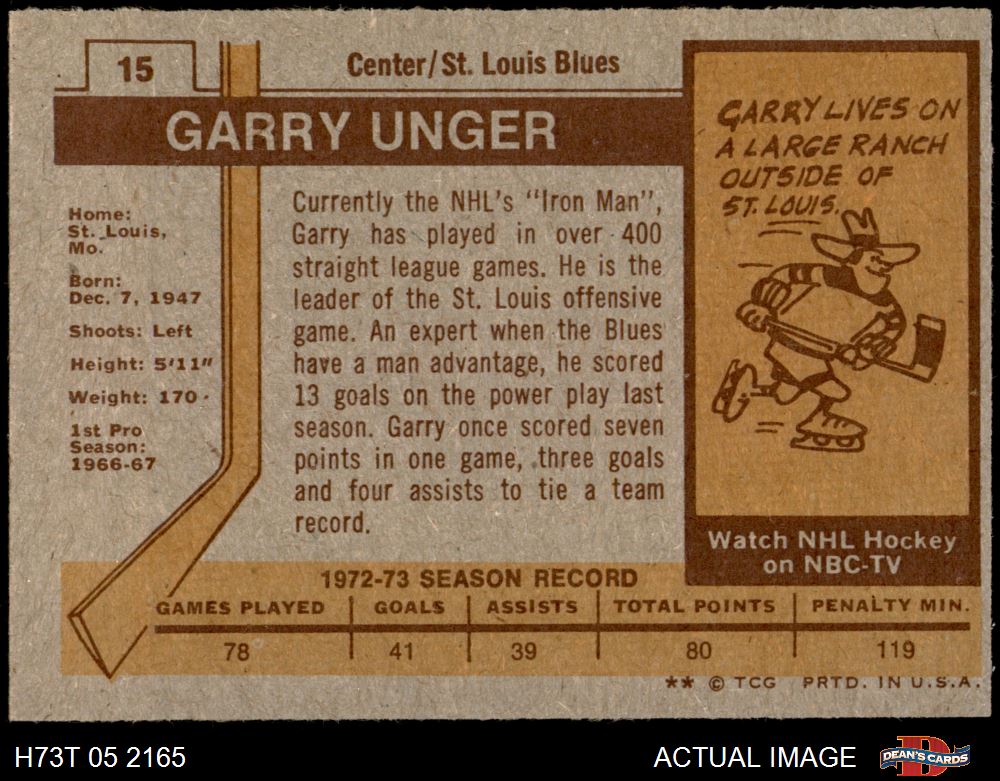 15
Center/St. Louis Blues
GARRY UNGER
Home:
St. Louis,
Mo.
Born:
Dec. 7, 1947
Shoots: Left
Height: 5'11"
Weight: 170
1st Pro
Season:
1966-67
Currently the NHL's "Iron Man",
Garry has played in over 400
straight league games. He is the
leader of the St. Louis offensive
game. An expert when the Blues
have a man advantage, he scored
13 goals on the power play last
season. Garry once scored seven
points in one game, three goals
and four assists to tie a team
record.
GARRY LIVES ON
A LARGE RANCH
OUTSIDE OF
ST. LOUIS.
Watch NHL Hockey
on NBC-TV
1972-73 SEASON RECORD
GAMES PLAYED GOALS ASSISTS TOTAL POINTS PENALTY MIN.
78 41 39 80 119
** © TCG PRTD. IN U.S.A.
H73T 05 2165
ACTUAL IMAGE
D
DEAN'S CARDS